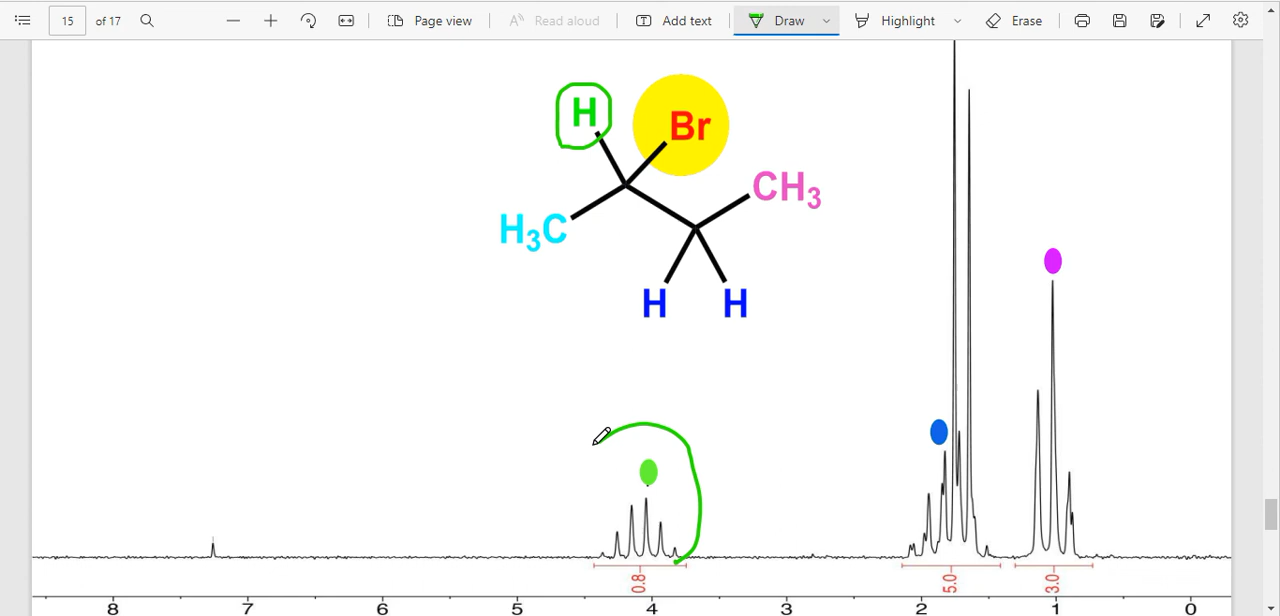 15 of 17 Page view Read aloud Add text Draw Highlight Erase
H Br
CH3
H3C
H H
0.8 5.0 3.0
8 7 6 5 4 3 2 1 0